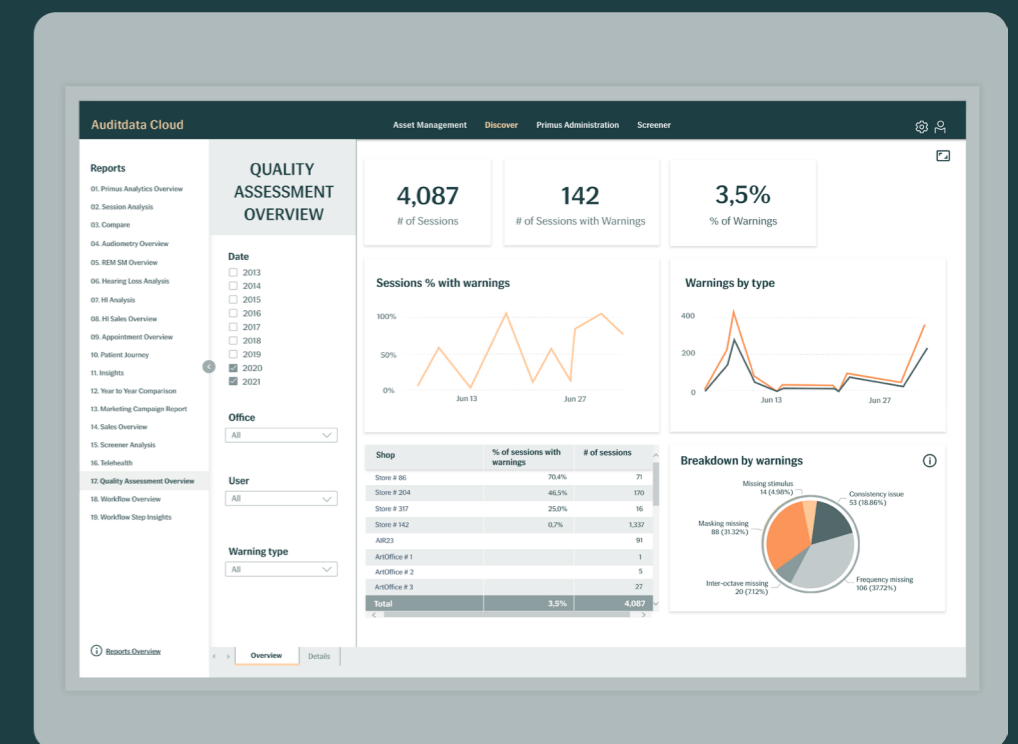 Auditdata Cloud
Asset Management Discover Primus Administration Screener
Reports
01. Primus Analytics Overview
02. Session Analysis
03. Compare
04. Audiometry Overview
05. REM SM Overview
06. Hearing Loss Analysis
07. HI Analysis
08. HI Sales Overview
09. Appointment Overview
10. Patient Journey
11. Insights
12. Year to Year Comparison
13. Marketing Campaign Report
14. Sales Overview
15. Screener Analysis
16. Telehealth
17. Quality Assessment Overview
18. Workflow Overview
19. Workflow Step Insights
Reports Overview
QUALITY
ASSESSMENT
OVERVIEW
Date
2013
2014
2015
2016
2017
2018
2019
2020
2021
Office
All
User
All
Warning type
All
4,087
# of Sessions
142
# of Sessions with Warnings
3,5%
% of Warnings
Sessions % with warnings
100%
50%
0%
Jun 13 Jun 27
Warnings by type
400
200
0
Jun 13 Jun 27
Shop % of sessions with warnings # of sessions
Store # 86 70,4% 71
Store # 204 46,5% 170
Store # 317 25,0% 16
Store # 142 0,7% 1,337
AIR23 91
ArtOffice # 1 1
ArtOffice # 2 5
ArtOffice # 3 27
Total 3,5% 4,087
Breakdown by warnings
Missing stimulus
14 (4.98%)
Consistency issue
53 (18.86%)
Masking missing
88 (31.32%)
Inter-octave missing
20 (7.12%)
Frequency missing
106 (37.72%)
Overview Details